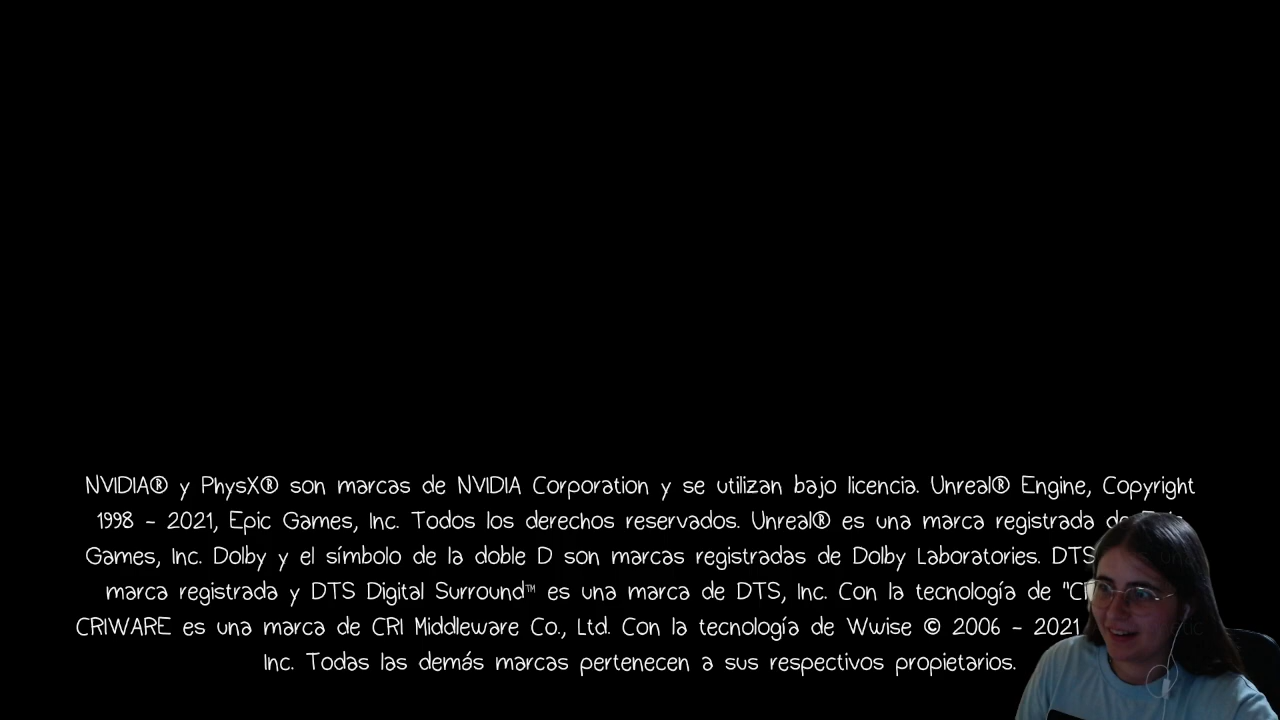 NVIDIA® y PhysX® son marcas de NVIDIA Corporation y se utilizan bajo licencia. Unreal® Engine, Copyright
1998 - 2021, Epic Games, Inc. Todos los derechos reservados. Unreal® es una marca registrada de Epic
Games, Inc. Dolby y el símbolo de la doble D son marcas registradas de Dolby Laboratories. DTS
marca registrada y DTS Digital Surround™ es una marca de DTS, Inc. Con la tecnología de
CRIWARE es una marca de CRI Middleware Co., Ltd. Con la tecnología de Wwise © 2006 - 2021
Inc. Todas las demás marcas pertenecen a sus respectivos propietarios.